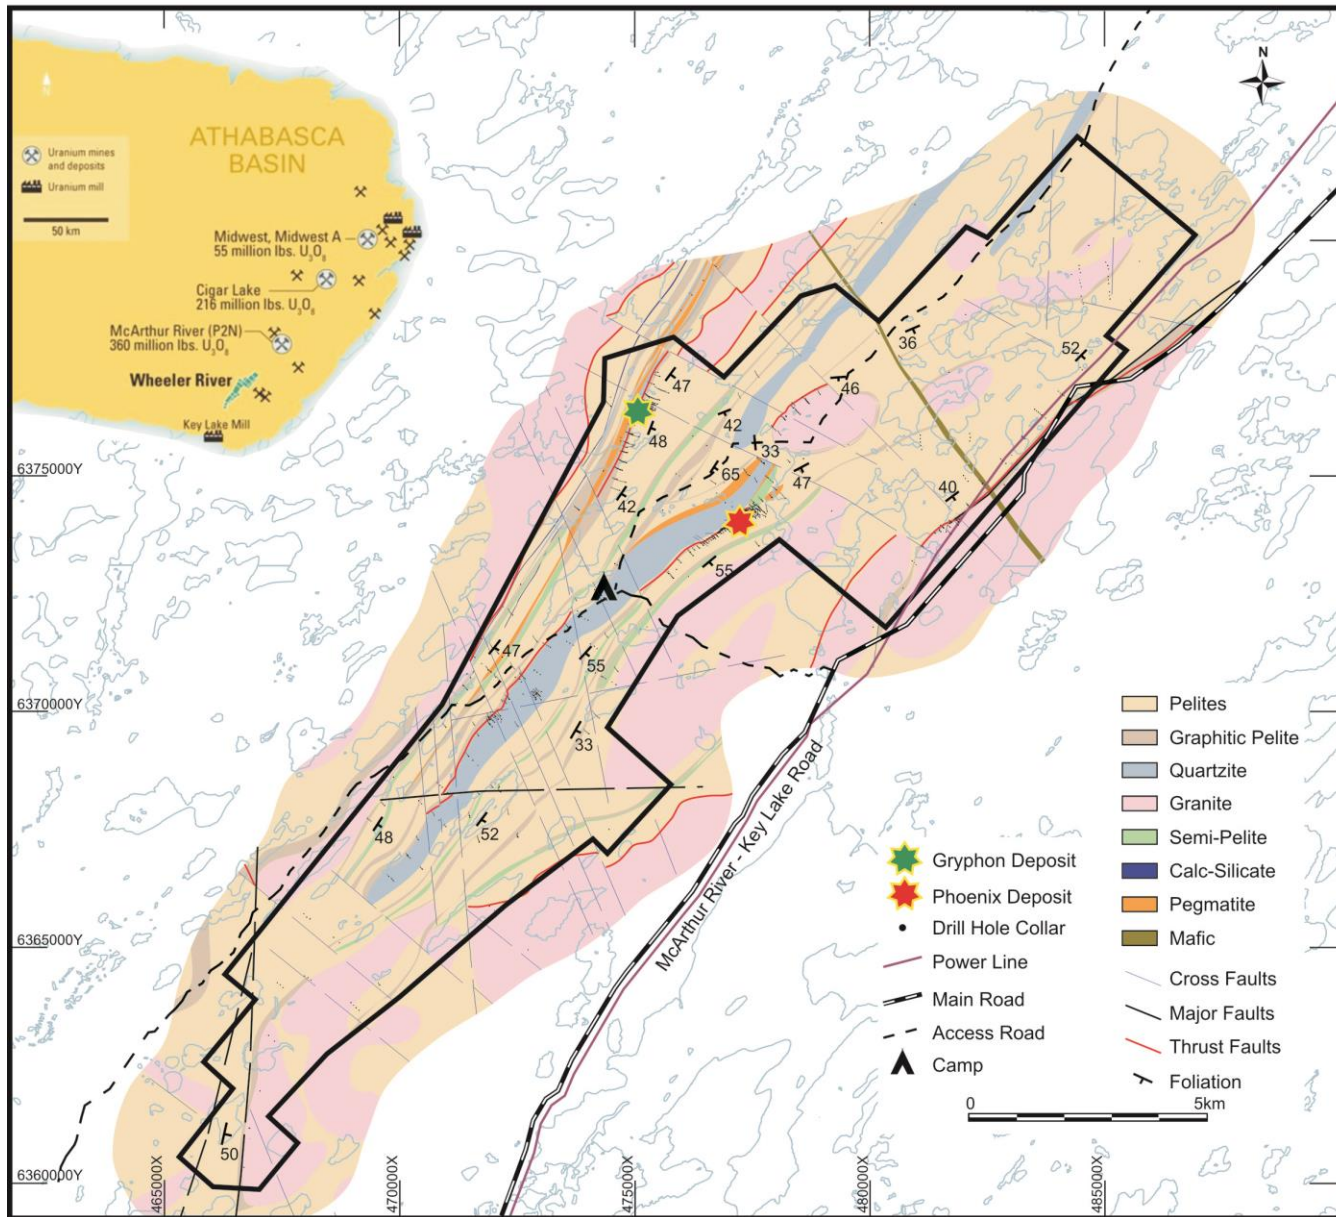 N
N
ATHABASCA
BASIN
Uranium mines
and deposits
Uranium mill
50 km
Midwest, Midwest A
55 million lbs. U₃O₈
Cigar Lake
216 million lbs. U₃O₈
McArthur River (P2N)
360 million lbs. U₃O₈
Wheeler River
Key Lake Mill
36
52
47
46
42
48
33
65
47
42
40
55
47
55
33
48
52
50
6375000Y
6370000Y
6365000Y
6360000Y
465000X
470000X
475000X
480000X
485000X
McArthur River - Key Lake Road
Gryphon Deposit
Phoenix Deposit
Drill Hole Collar
Power Line
Main Road
Access Road
Camp
Pelites
Graphitic Pelite
Quartzite
Granite
Semi-Pelite
Calc-Silicate
Pegmatite
Mafic
Cross Faults
Major Faults
Thrust Faults
Foliation
0 5km